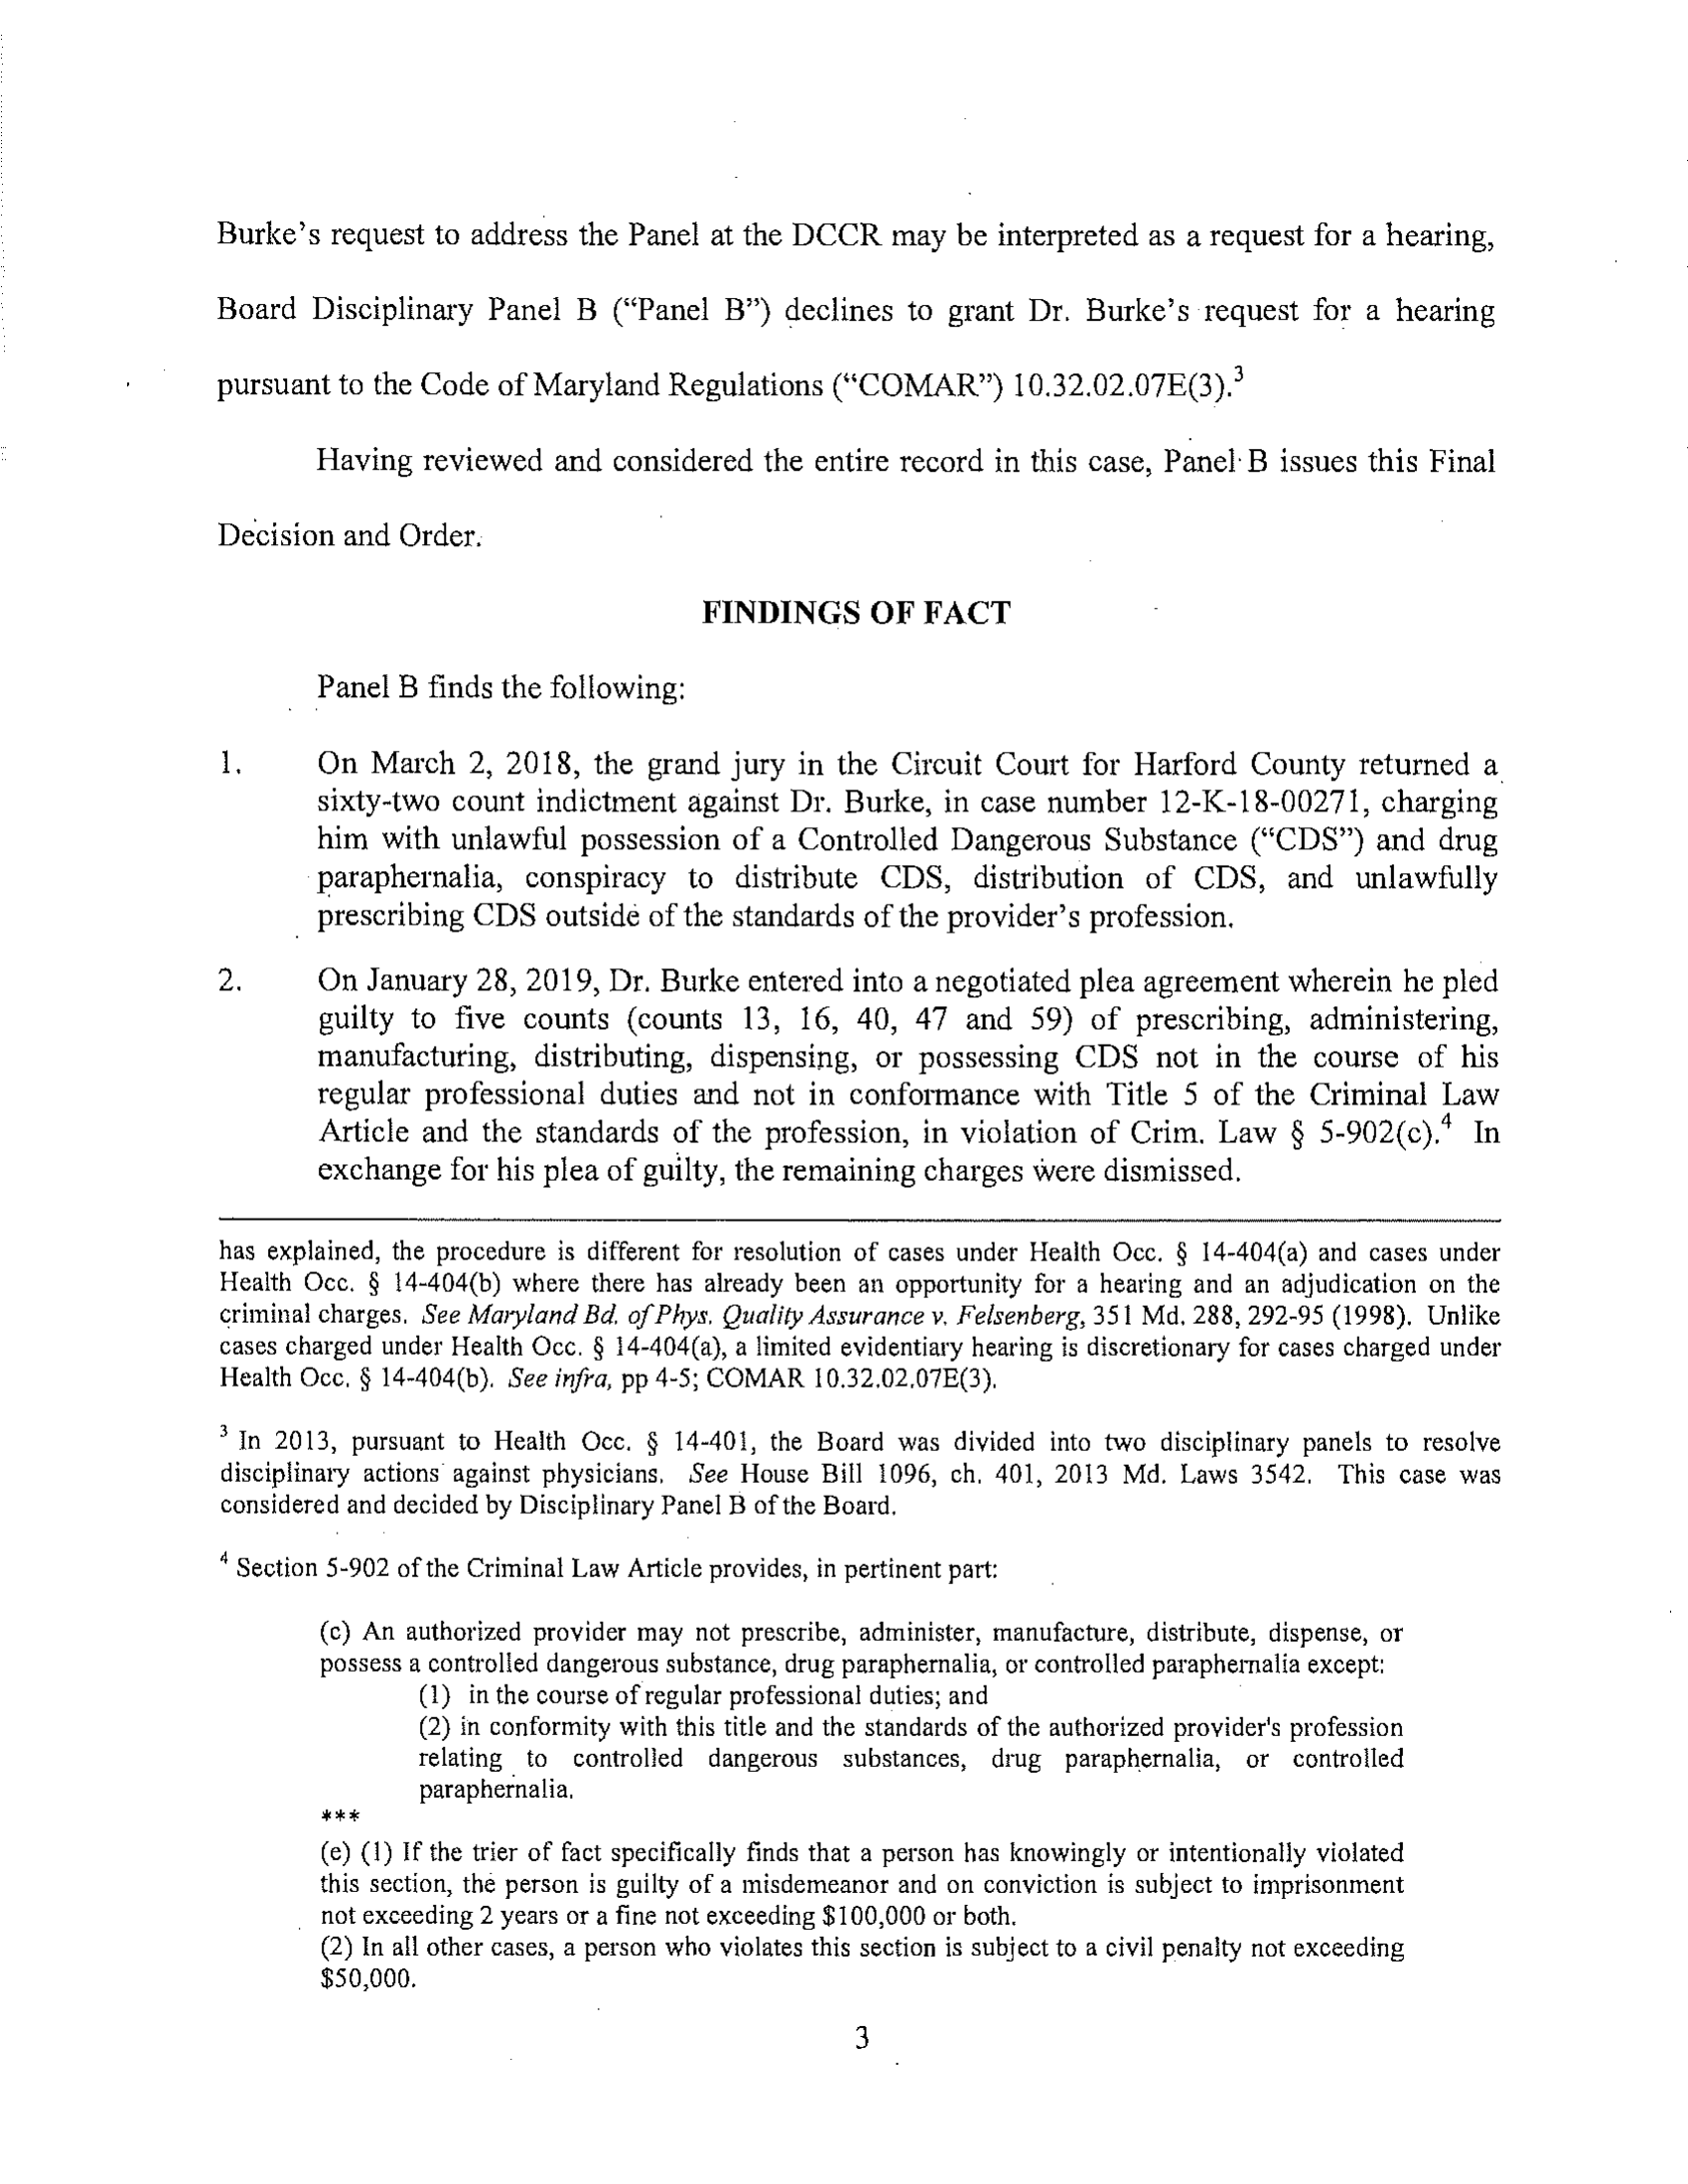 Burke's request to address the Panel at the DCCR may be interpreted as a request for a hearing,
Board Disciplinary Panel B (“Panel B”) declines to grant Dr. Burke's request for a hearing
pursuant to the Code of Maryland Regulations (“COMAR”) 10.32.02.07E(3).3
Having reviewed and considered the entire record in this case, Panel B issues this Final
Decision and Order.
FINDINGS OF FACT
Panel B finds the following:
1. On March 2, 2018, the grand jury in the Circuit Court for Harford County returned a
sixty-two count indictment against Dr. Burke, in case number 12-K-18-00271, charging
him with unlawful possession of a Controlled Dangerous Substance (“CDS”) and drug
paraphernalia, conspiracy to distribute CDS, distribution of CDS, and unlawfully
prescribing CDS outside of the standards of the provider's profession.
2. On January 28, 2019, Dr. Burke entered into a negotiated plea agreement wherein he pled
guilty to five counts (counts 13, 16, 40, 47 and 59) of prescribing, administering,
manufacturing, distributing, dispensing, or possessing CDS not in the course of his
regular professional duties and not in conformance with Title 5 of the Criminal Law
Article and the standards of the profession, in violation of Crim. Law § 5-902(c).4 In
exchange for his plea of guilty, the remaining charges were dismissed.
has explained, the procedure is different for resolution of cases under Health Occ. § 14-404(a) and cases under
Health Occ. § 14-404(b) where there has already been an opportunity for a hearing and an adjudication on the
criminal charges. See Maryland Bd. of Phys. Quality Assurance v. Felsenberg, 351 Md. 288, 292-95 (1998). Unlike
cases charged under Health Occ. § 14-404(a), a limited evidentiary hearing is discretionary for cases charged under
Health Occ. § 14-404(b). See infra, pp 4-5; COMAR 10.32.02.07E(3).
3 In 2013, pursuant to Health Occ. § 14-401, the Board was divided into two disciplinary panels to resolve
disciplinary actions against physicians. See House Bill 1096, ch. 401, 2013 Md. Laws 3542. This case was
considered and decided by Disciplinary Panel B of the Board.
4 Section 5-902 of the Criminal Law Article provides, in pertinent part:
(c) An authorized provider may not prescribe, administer, manufacture, distribute, dispense, or
possess a controlled dangerous substance, drug paraphernalia, or controlled paraphernalia except:
(1) in the course of regular professional duties; and
(2) in conformity with this title and the standards of the authorized provider's profession
relating to controlled dangerous substances, drug paraphernalia, or controlled
paraphernalia.
***
(e) (1) If the trier of fact specifically finds that a person has knowingly or intentionally violated
this section, the person is guilty of a misdemeanor and on conviction is subject to imprisonment
not exceeding 2 years or a fine not exceeding $100,000 or both.
(2) In all other cases, a person who violates this section is subject to a civil penalty not exceeding
$50,000.
3